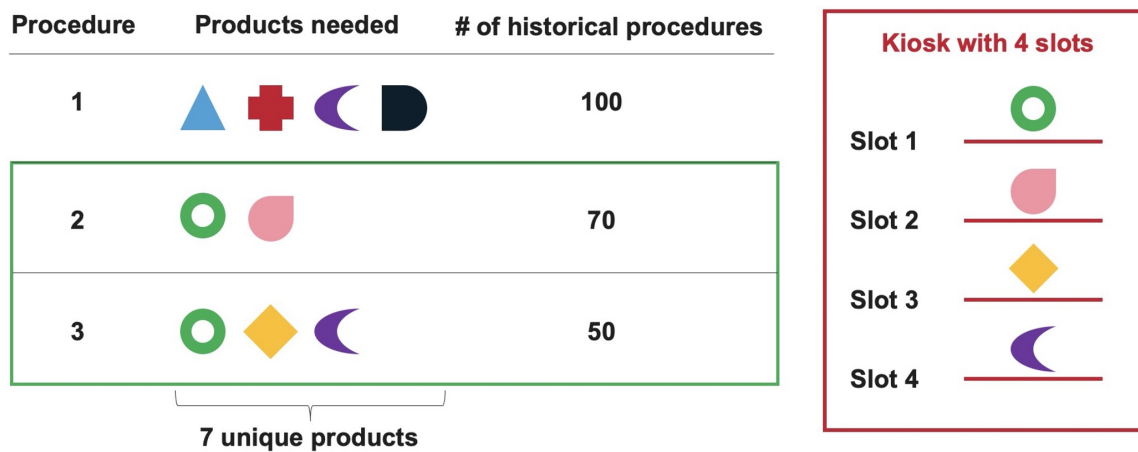 Procedure Products needed # of historical procedures
1 100
2 70
3 50
7 unique products
Kiosk with 4 slots
Slot 1
Slot 2
Slot 3
Slot 4